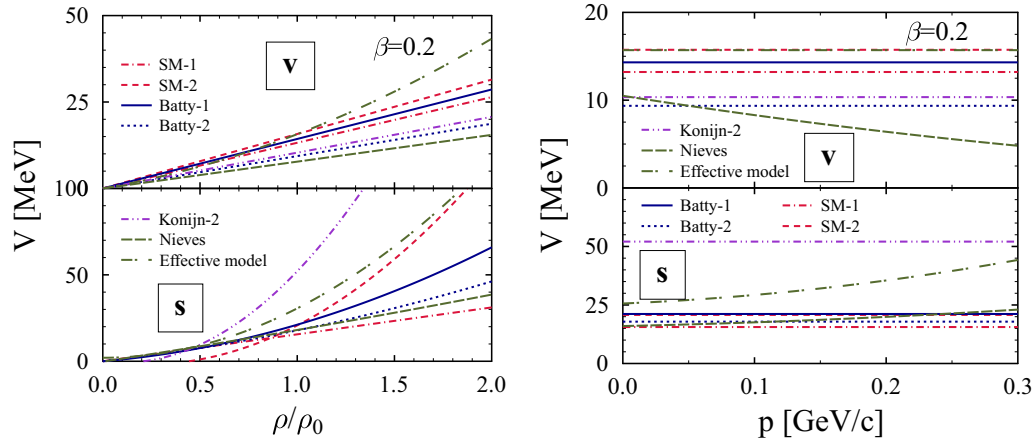 50
β=0.2
v
SM-1
SM-2
Batty-1
Batty-2
25
V [MeV]
0
100
Konijn-2
Nieves
Effective model
50
s
V [MeV]
0
0.0
0.5
1.0
1.5
2.0
ρ/ρ0
20
β=0.2
10
Konijn-2
Nieves
Effective model
v
V [MeV]
0
Batty-1
Batty-2
SM-1
SM-2
50
s
25
V [MeV]
0
0.0
0.1
0.2
0.3
p [GeV/c]